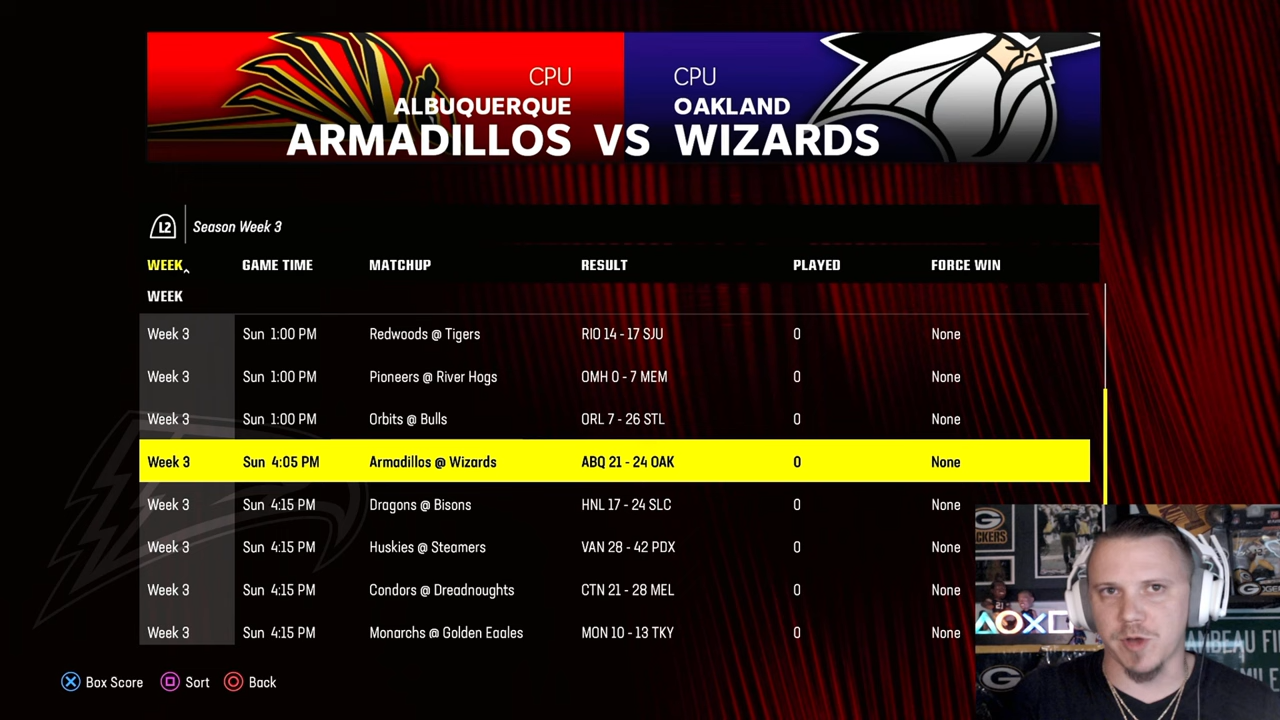 CPU
ALBUQUERQUE
ARMADILLOS
VS
CPU
OAKLAND
WIZARDS
L2 Season Week 3
WEEK GAME TIME MATCHUP RESULT PLAYED FORCE WIN
WEEK
Week 3 Sun 1:00 PM Redwoods @ Tigers RIO 14 - 17 SJU 0 None
Week 3 Sun 1:00 PM Pioneers @ River Hogs OMH 0 - 7 MEM 0 None
Week 3 Sun 1:00 PM Orbits @ Bulls ORL 7 - 26 STL 0 None
Week 3 Sun 4:05 PM Armadillos @ Wizards ABQ 21 - 24 OAK 0 None
Week 3 Sun 4:15 PM Dragons @ Bisons HNL 17 - 24 SLC 0 None
Week 3 Sun 4:15 PM Huskies @ Steamers VAN 28 - 42 PDX 0 None
Week 3 Sun 4:15 PM Condors @ Dreadnoughts CTN 21 - 28 MEL 0 None
Week 3 Sun 4:15 PM Monarchs @ Golden Eagles MON 10 - 13 TKY 0 None
Box Score Sort Back
G
CKERS
AMBEAU FI
MILE
G